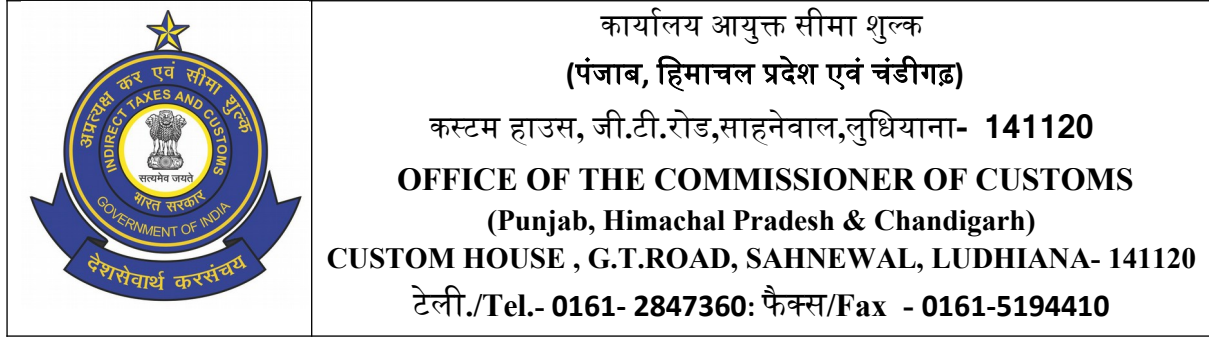 अप्रत्यक्ष कर एवं सीमा शुल्क
INDIRECT TAXES AND CUSTOMS
सत्यमेव जयते
भारत सरकार
GOVERNMENT OF INDIA
देशसेवार्थ करसंचय
कार्यालय आयुक्त सीमा शुल्क
(पंजाब, हिमाचल प्रदेश एवं चंडीगढ़)
कस्टम हाउस, जी.टी.रोड,साहनेवाल,लुधियाना- 141120
OFFICE OF THE COMMISSIONER OF CUSTOMS
(Punjab, Himachal Pradesh & Chandigarh)
CUSTOM HOUSE , G.T.ROAD, SAHNEWAL, LUDHIANA- 141120
टेली./Tel.- 0161- 2847360: फैक्स/Fax - 0161-5194410